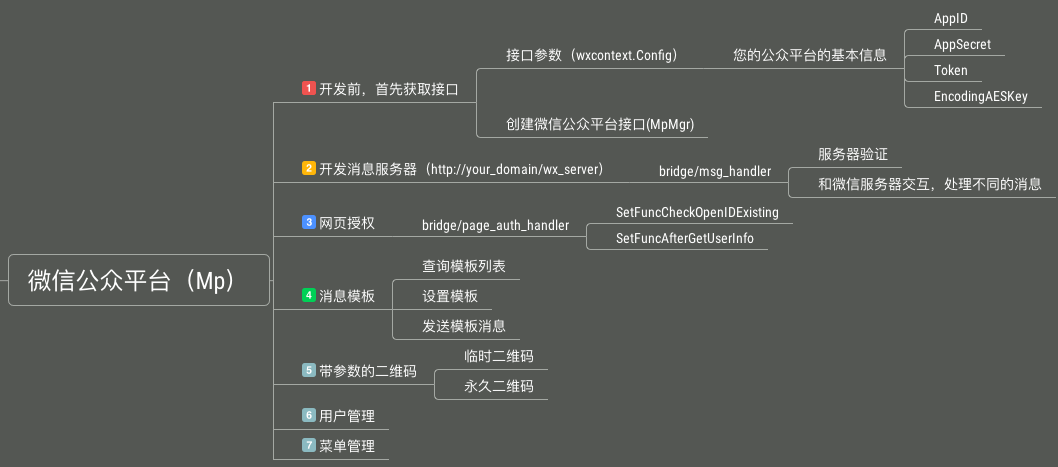 微信公众平台（Mp）
1 开发前，首先获取接口
接口参数（wxcontext.Config）
您的公众平台的基本信息
AppID
AppSecret
Token
EncodingAESKey
创建微信公众平台接口(MpMgr)
2 开发消息服务器（http://your_domain/wx_server）
bridge/msg_handler
服务器验证
和微信服务器交互，处理不同的消息
3 网页授权
bridge/page_auth_handler
SetFuncCheckOpenIDExisting
SetFuncAfterGetUserInfo
4 消息模板
查询模板列表
设置模板
发送模板消息
5 带参数的二维码
临时二维码
永久二维码
6 用户管理
7 菜单管理